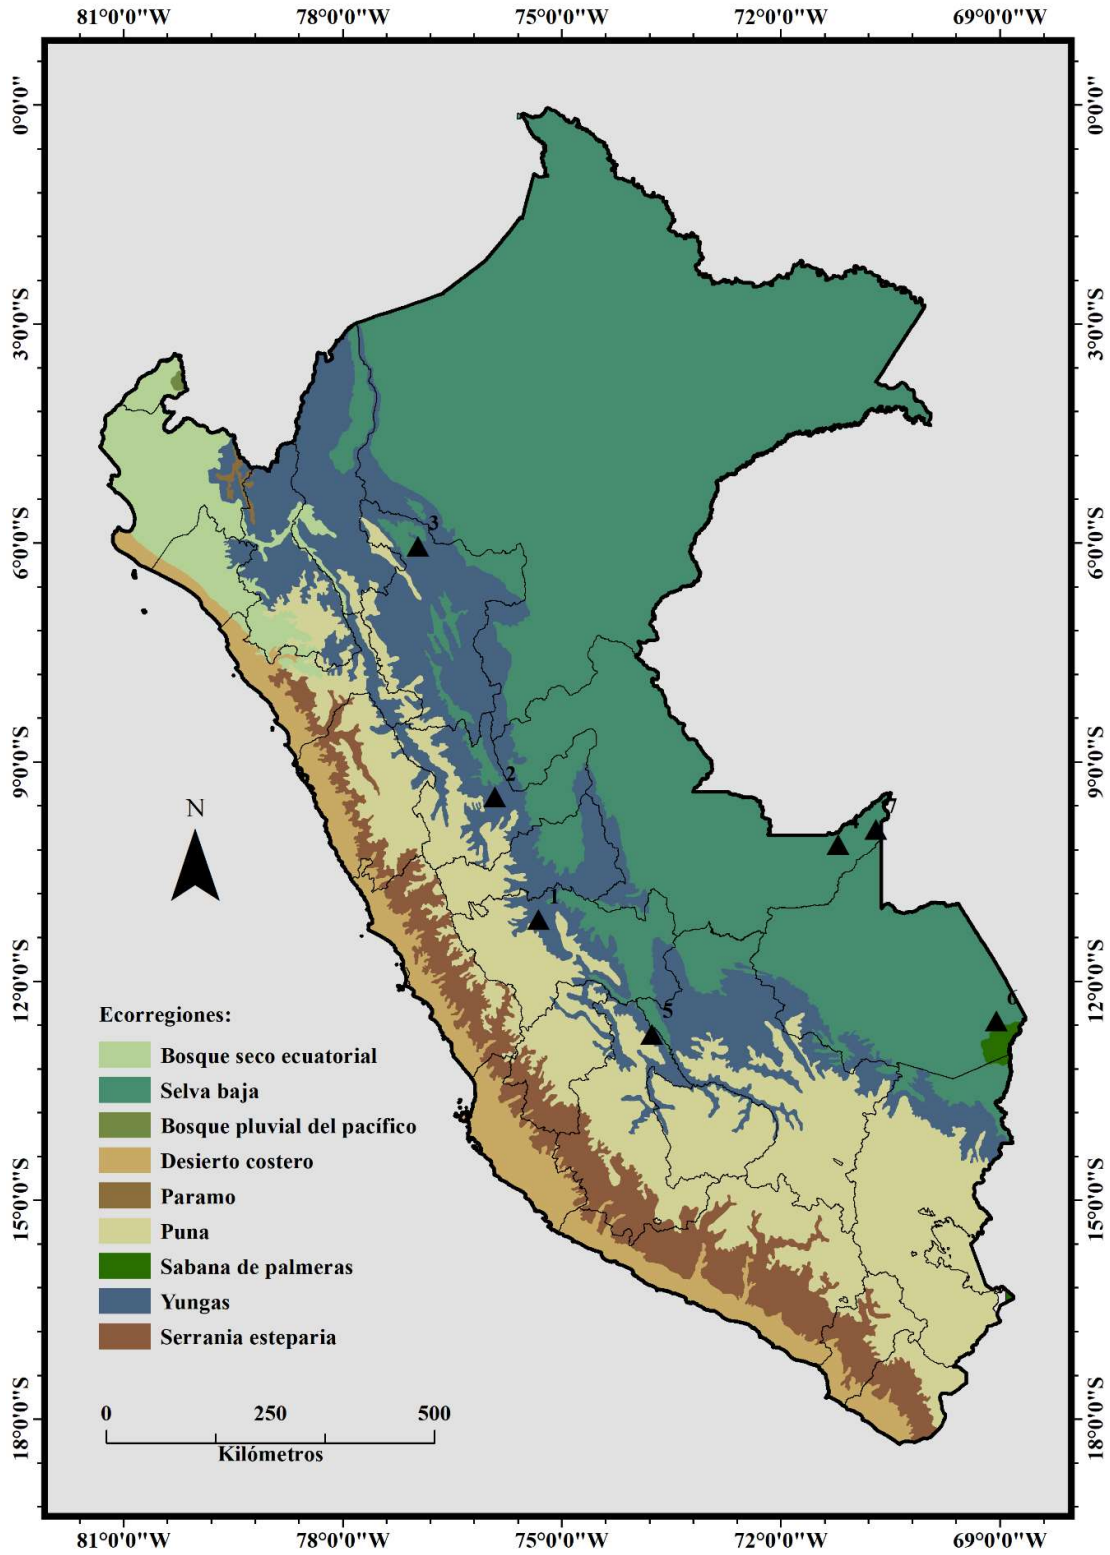 81°0'0"W 78°0'0"W 75°0'0"W 72°0'0"W 69°0'0"W
0°0'0" 0°0'0"
3°0'0"S 3°0'0"S
3
6°0'0"S 6°0'0"S
2
9°0'0"S 9°0'0"S
N
1
12°0'0"S 12°0'0"S
5 6
Ecorregiones:
Bosque seco ecuatorial
Selva baja
Bosque pluvial del pacífico
Desierto costero
Paramo
15°0'0"S 15°0'0"S
Puna
Sabana de palmeras
Yungas
Serrania esteparia
18°0'0"S 18°0'0"S
0 250 500
Kilómetros
81°0'0"W 78°0'0"W 75°0'0"W 72°0'0"W 69°0'0"W